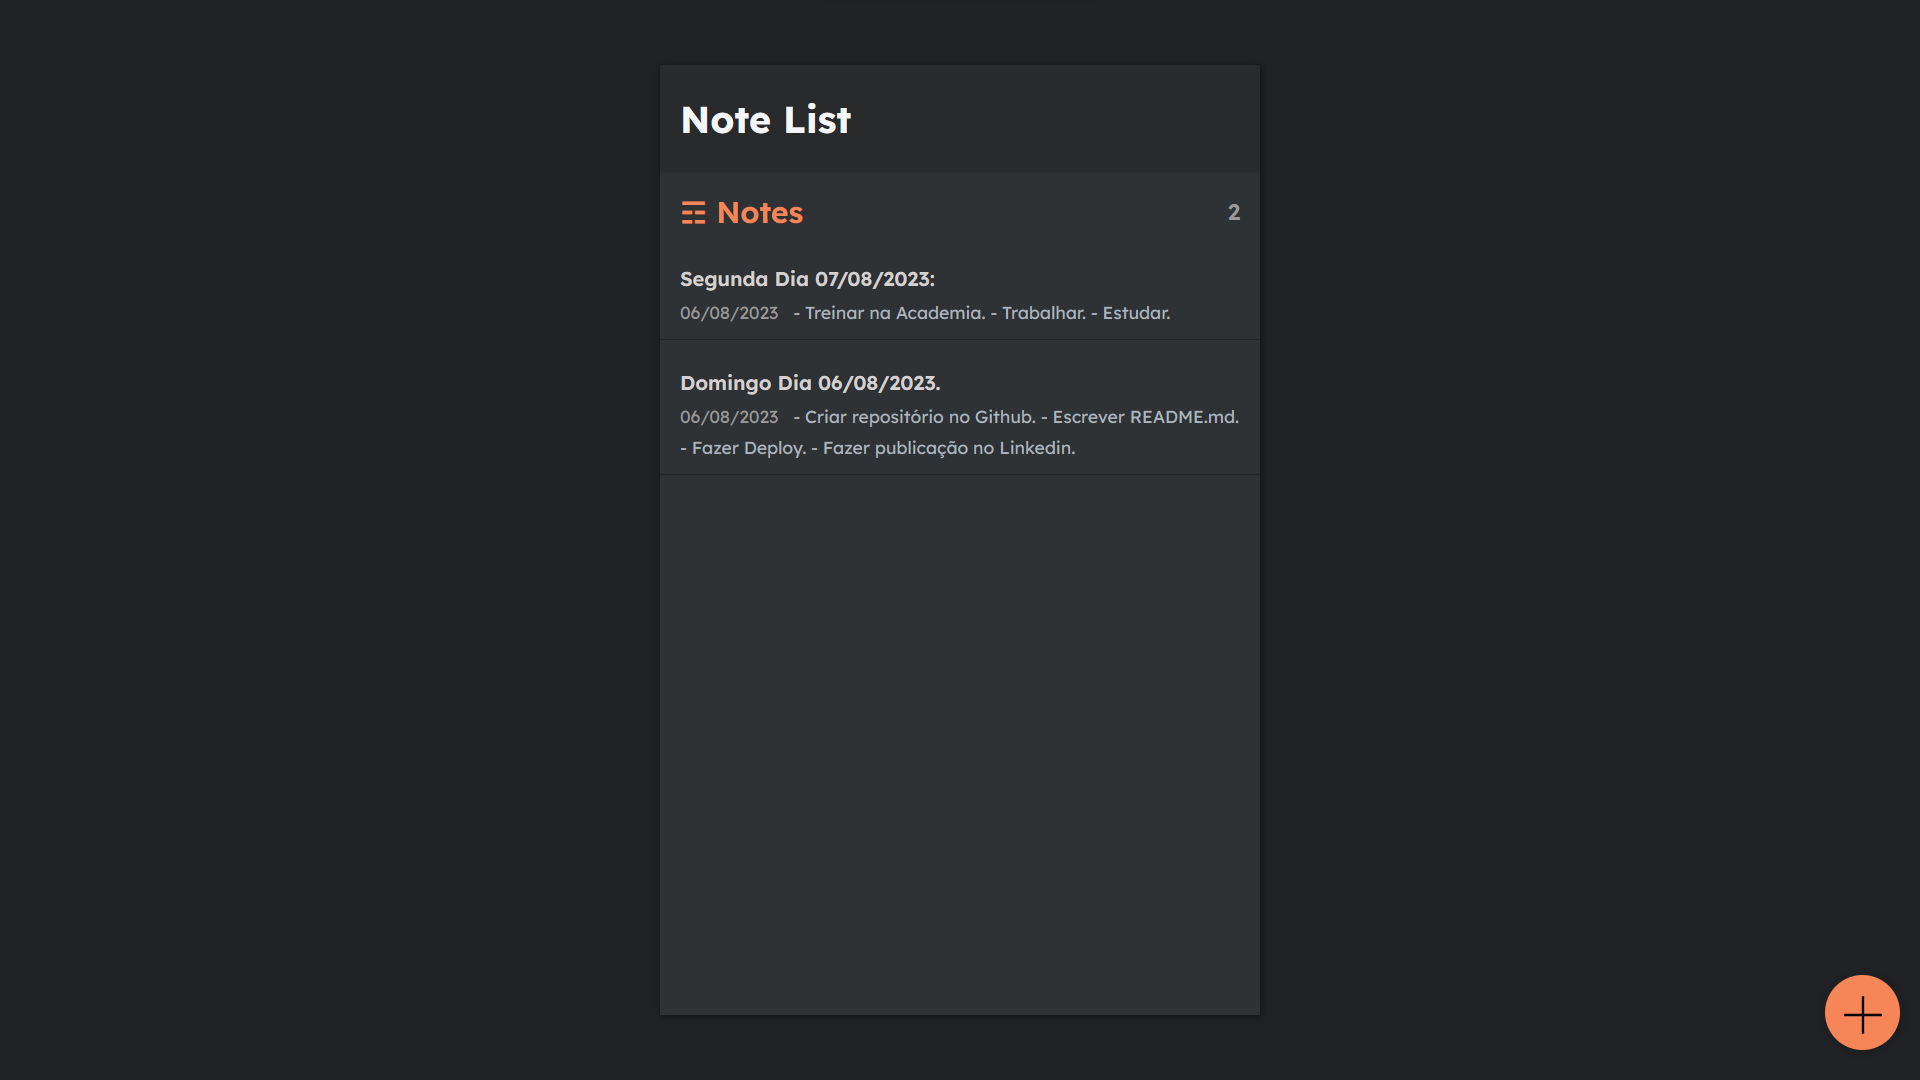 Note List
Notes
2
Segunda Dia 07/08/2023:
06/08/2023 - Treinar na Academia. - Trabalhar. - Estudar.
Domingo Dia 06/08/2023.
06/08/2023 - Criar repositório no Github. - Escrever README.md.
- Fazer Deploy. - Fazer publicação no Linkedin.